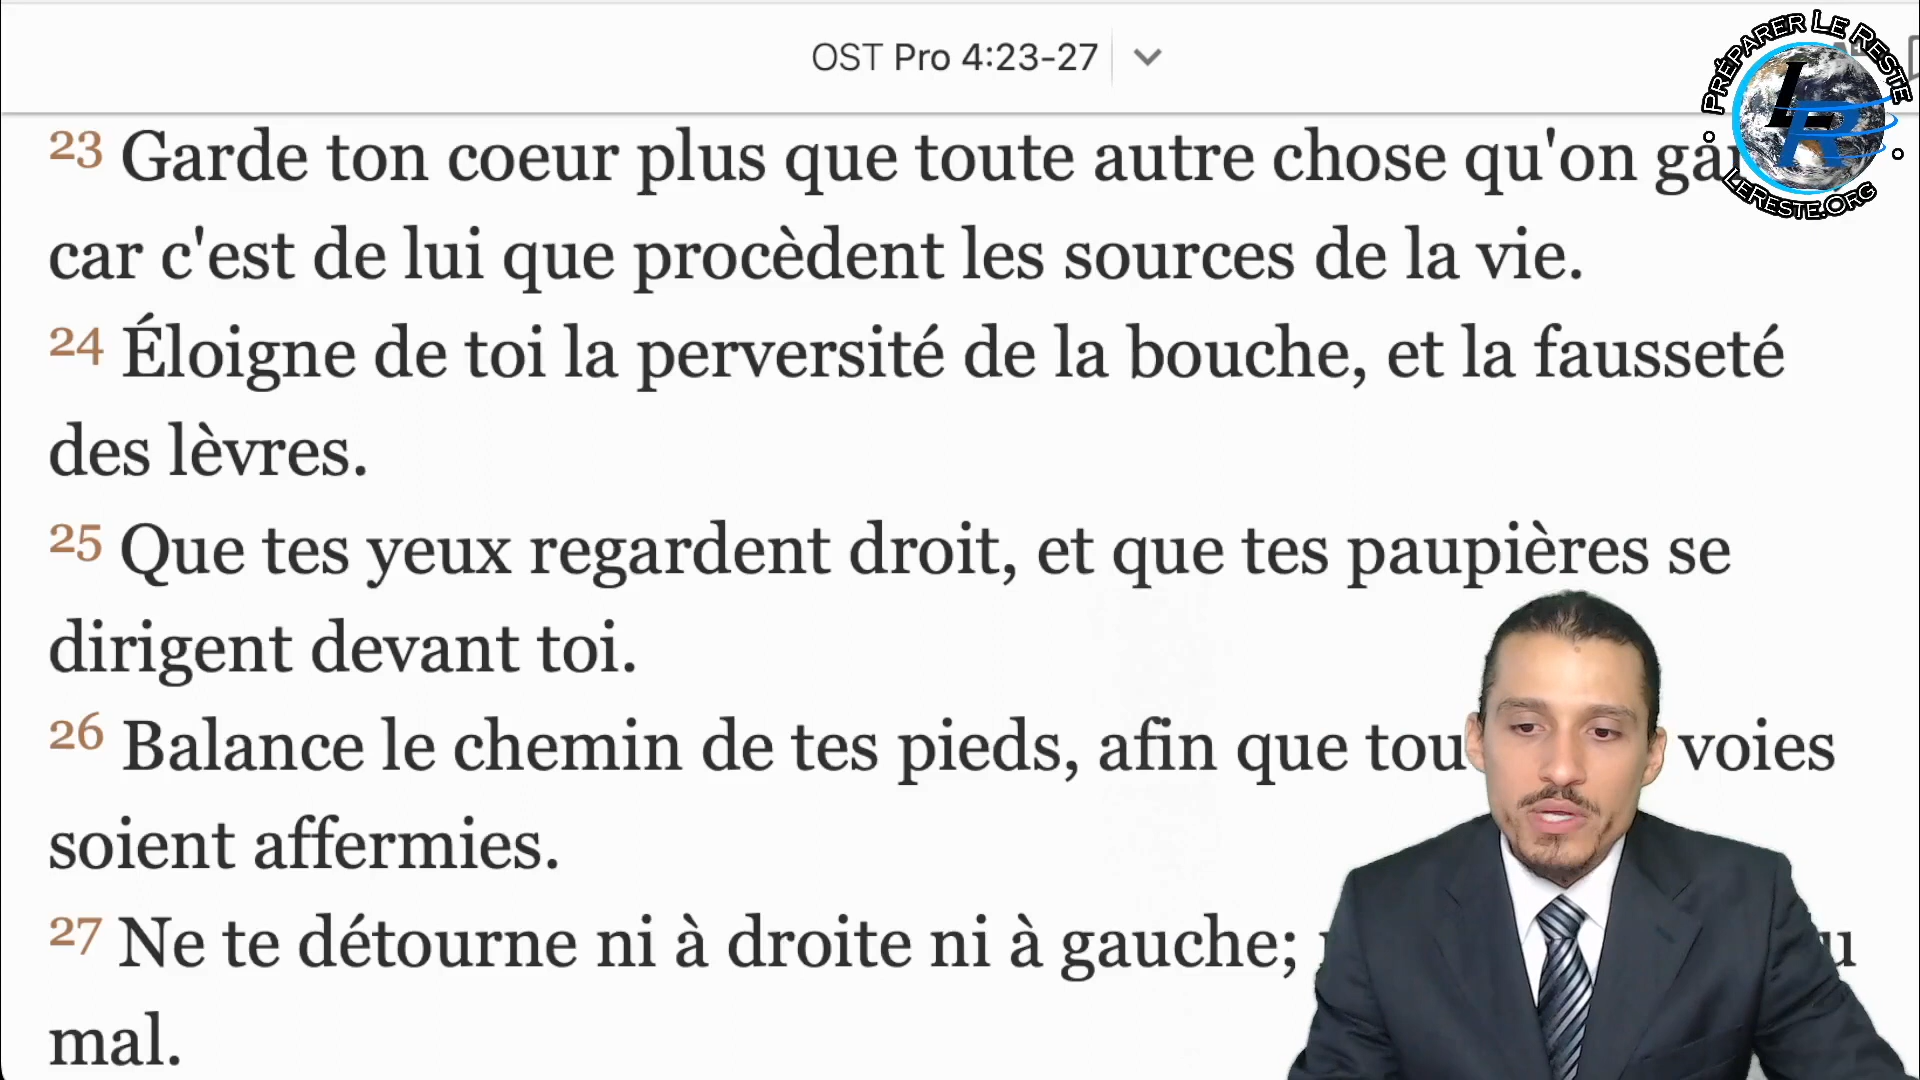 OST Pro 4:23-27
PRÉPARER LE RESTE
LR
LERESTE.ORG
23 Garde ton coeur plus que toute autre chose qu'on
car c'est de lui que procèdent les sources de la vie.
24 Éloigne de toi la perversité de la bouche, et la fausseté
des lèvres.
25 Que tes yeux regardent droit, et que tes paupières se
dirigent devant toi.
26 Balance le chemin de tes pieds, afin que voies
soient affermies.
27 Ne te détourne ni à droite ni à gauche;
mal.